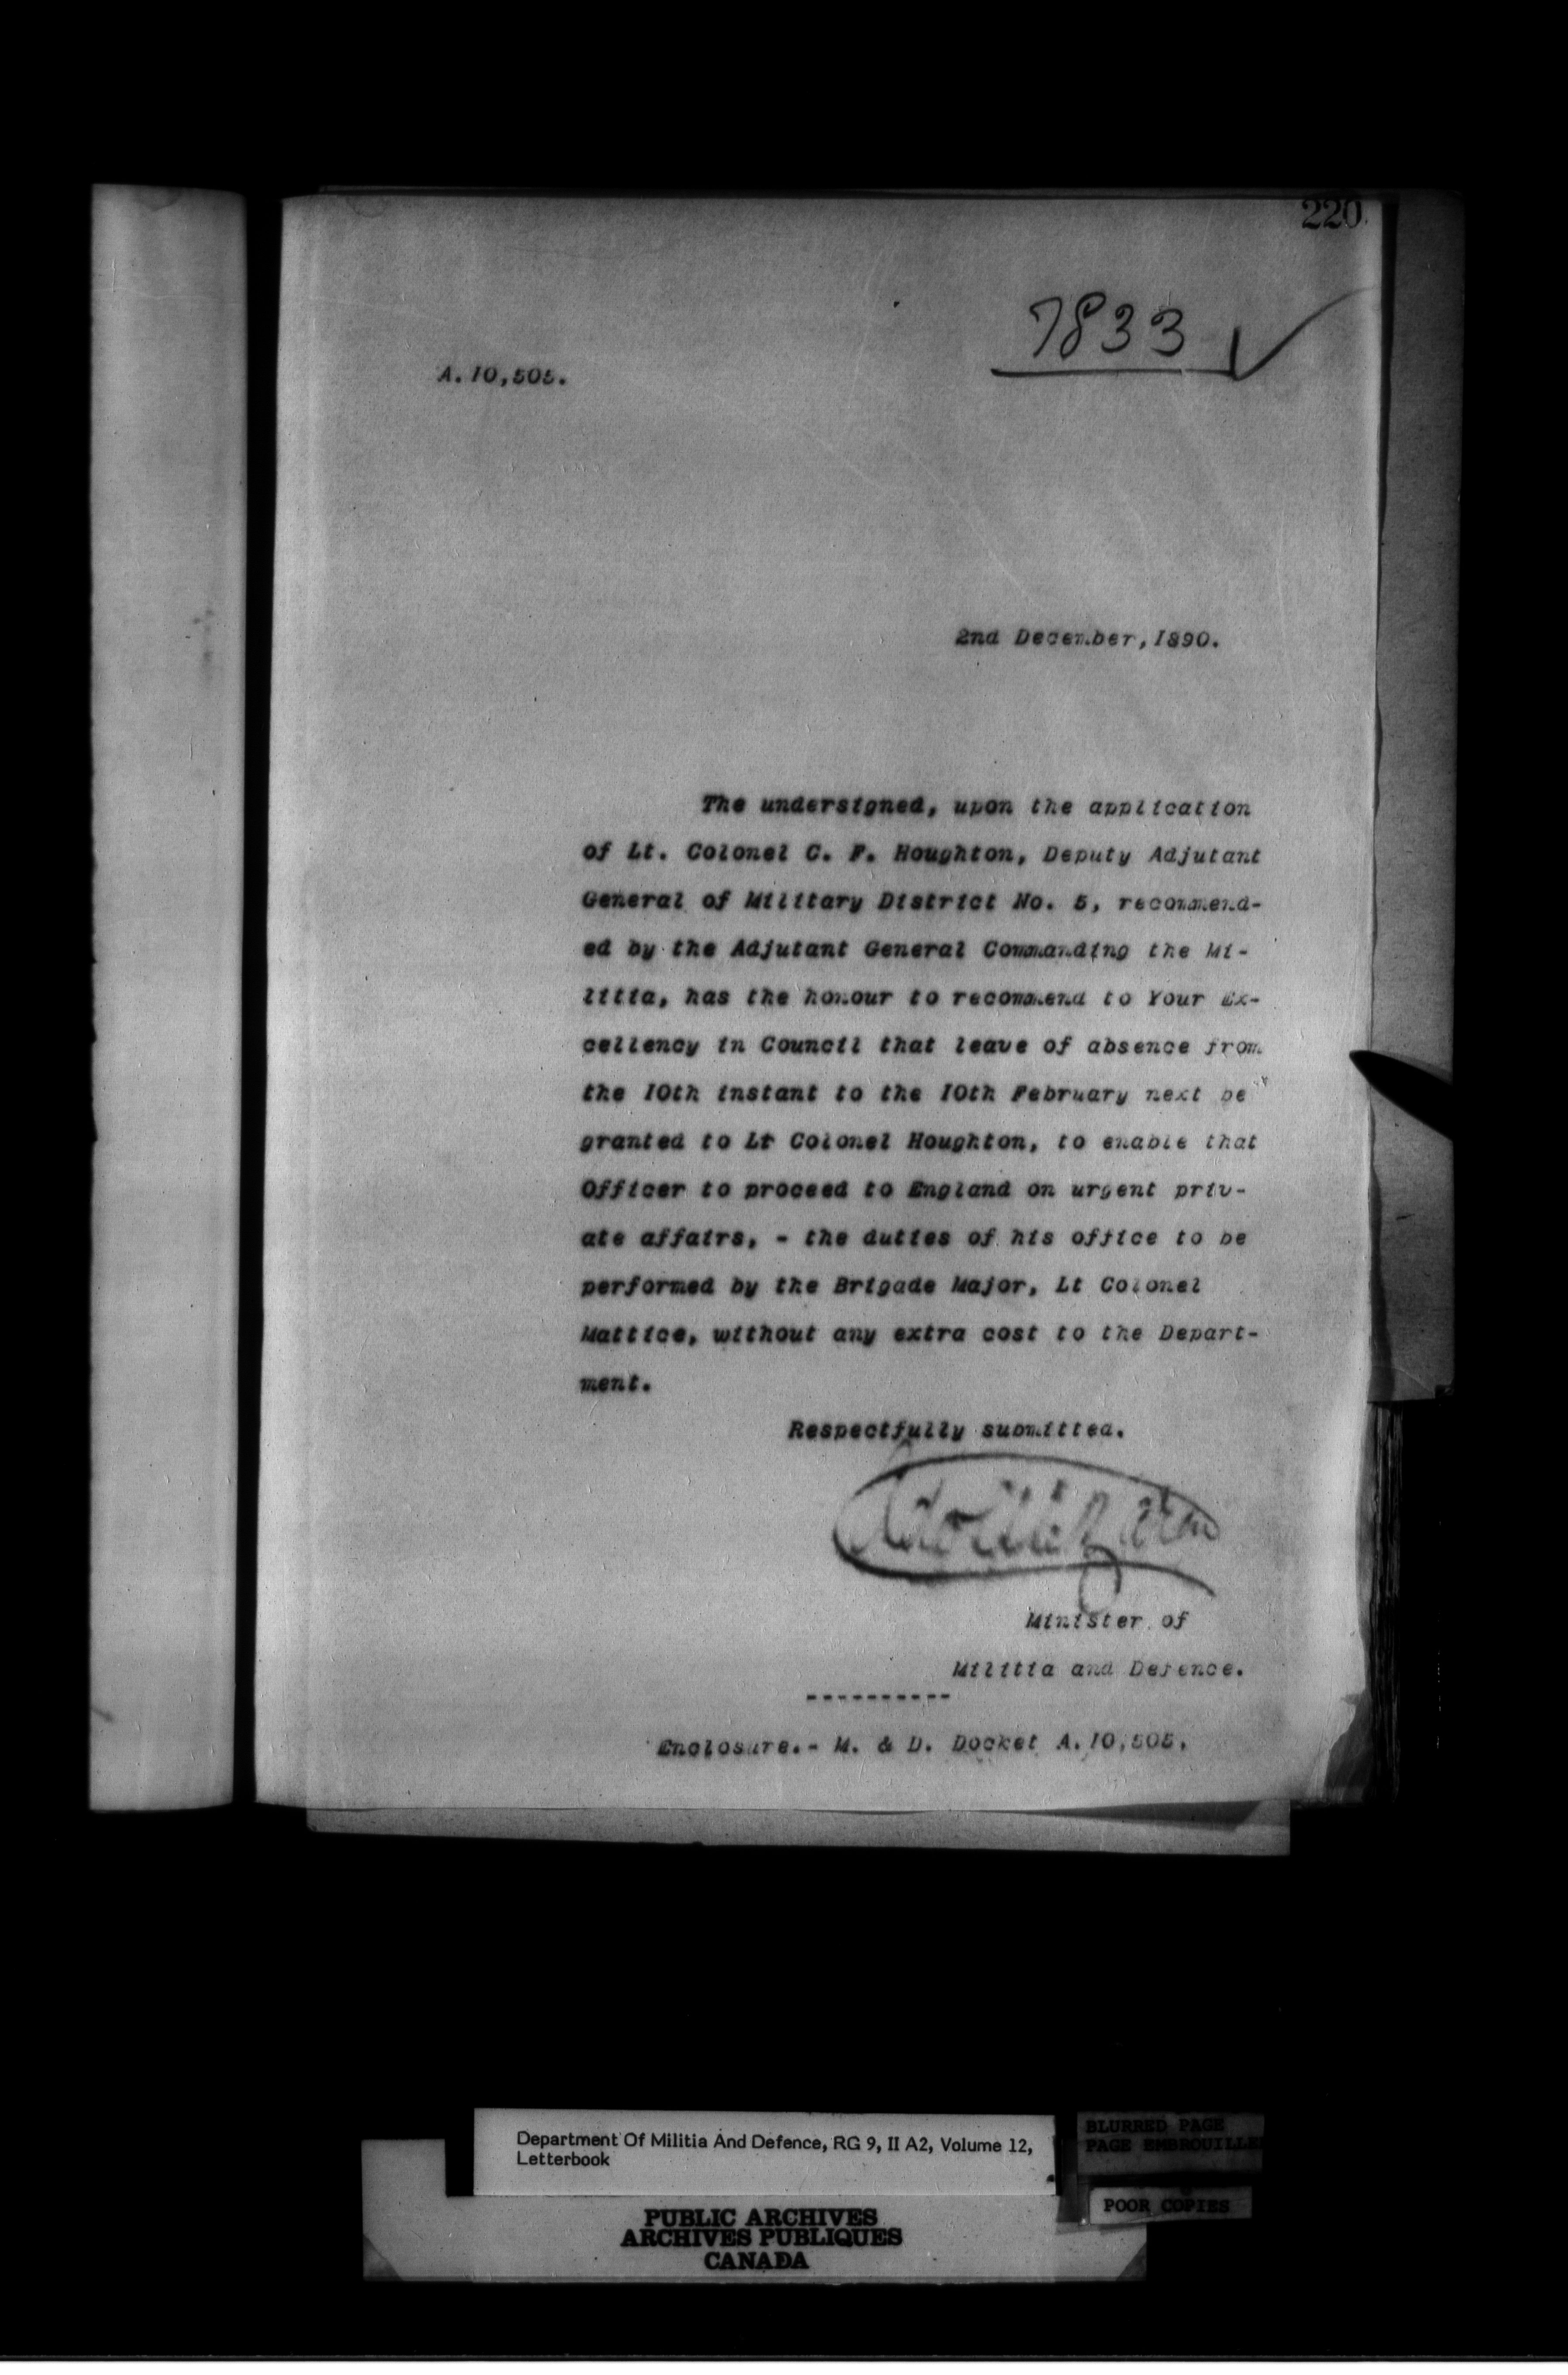 220
7833
A. 10,505.
2nd December, 1890.
The undersigned, upon the application
of Lt. Colonel C. F. Houghton, Deputy Adjutant
General of Military District No. 5, recommend-
ed by the Adjutant General Commanding the Mi-
litia, has the honour to recommend to Your Ex-
cellency in Council that leave of absence from
the 10th instant to the 10th February next be
granted to Lt Colonel Houghton, to enable that
Officer to proceed to England on urgent priv-
ate affairs, - the duties of his office to be
performed by the Brigade Major, Lt Colonel
Mattice, without any extra cost to the Depart-
ment.
Respectfully submitted.
Minister of
Militia and Defence.
----------
Enclosure.- M. & D. Docket A. 10,505.
Department Of Militia And Defence, RG 9, II A2, Volume 12,
Letterbook
BLURRED PAGE
PAGE EMBROUILLE
POOR COPIES
PUBLIC ARCHIVES
ARCHIVES PUBLIQUES
CANADA